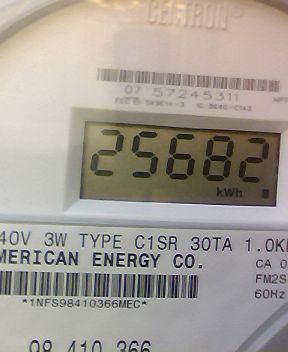 CENTRON®
07 57245311
25682
kWh
40V 3W TYPE C1SR 30TA 1.0K
MERICAN ENERGY CO.
CA 0
FM2S
60Hz
*1NFS98410366MEC*
98 410 366